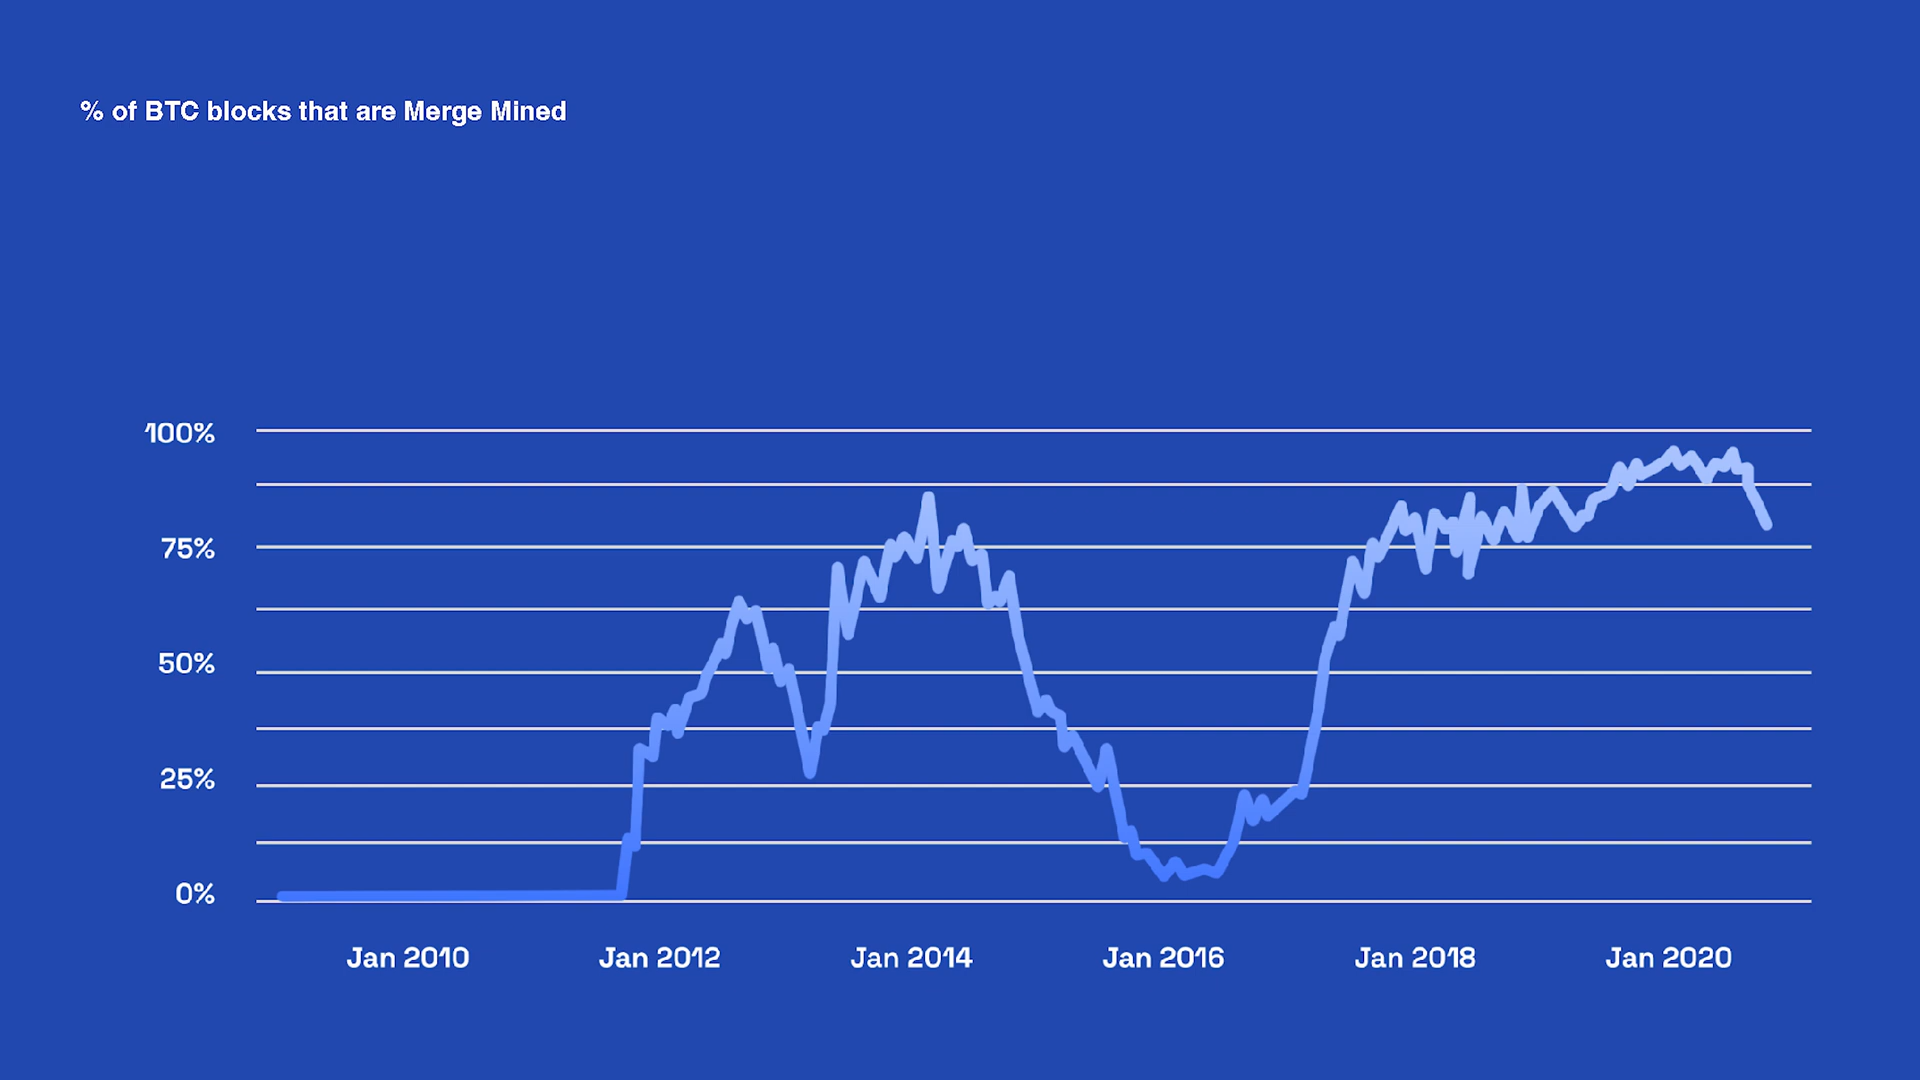 % of BTC blocks that are Merge Mined
100%
75%
50%
25%
0%
Jan 2010 Jan 2012 Jan 2014 Jan 2016 Jan 2018 Jan 2020